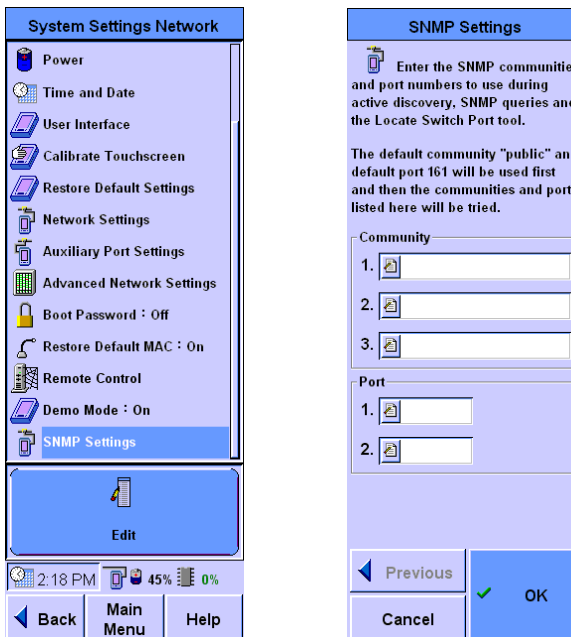 System Settings Network
Power
Time and Date
User Interface
Calibrate Touchscreen
Restore Default Settings
Network Settings
Auxiliary Port Settings
Advanced Network Settings
Boot Password : Off
Restore Default MAC : On
Remote Control
Demo Mode : On
SNMP Settings
Edit
2:18 PM 45% 0%
Back Main Menu Help
SNMP Settings
Enter the SNMP communitie
and port numbers to use during
active discovery, SNMP queries and
the Locate Switch Port tool.
The default community "public" an
default port 161 will be used first
and then the communities and port
listed here will be tried.
Community
1.
2.
3.
Port
1.
2.
Previous
Cancel
OK